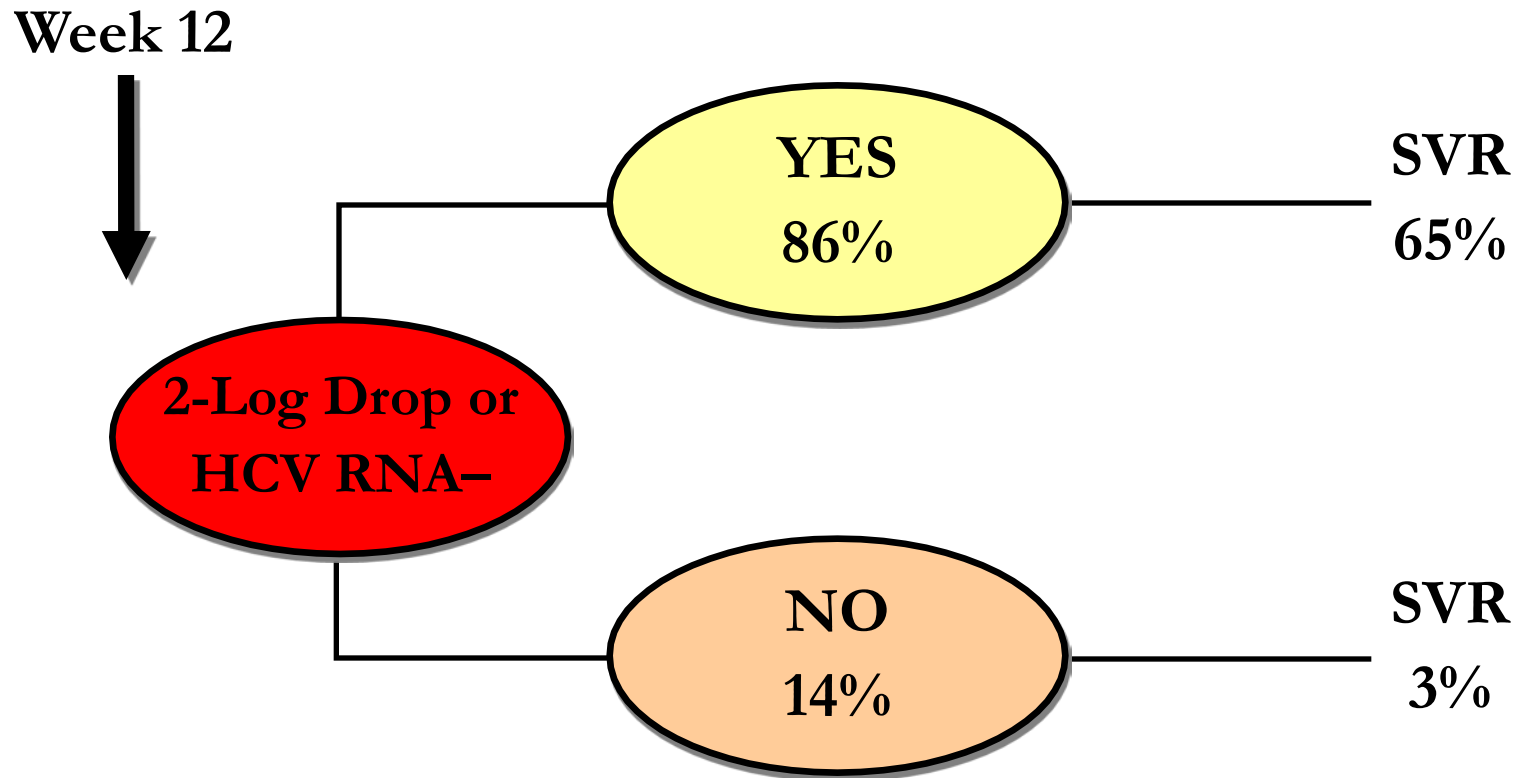 Week 12
YES
86%
SVR
65%
2-Log Drop or
HCV RNA–
NO
14%
SVR
3%